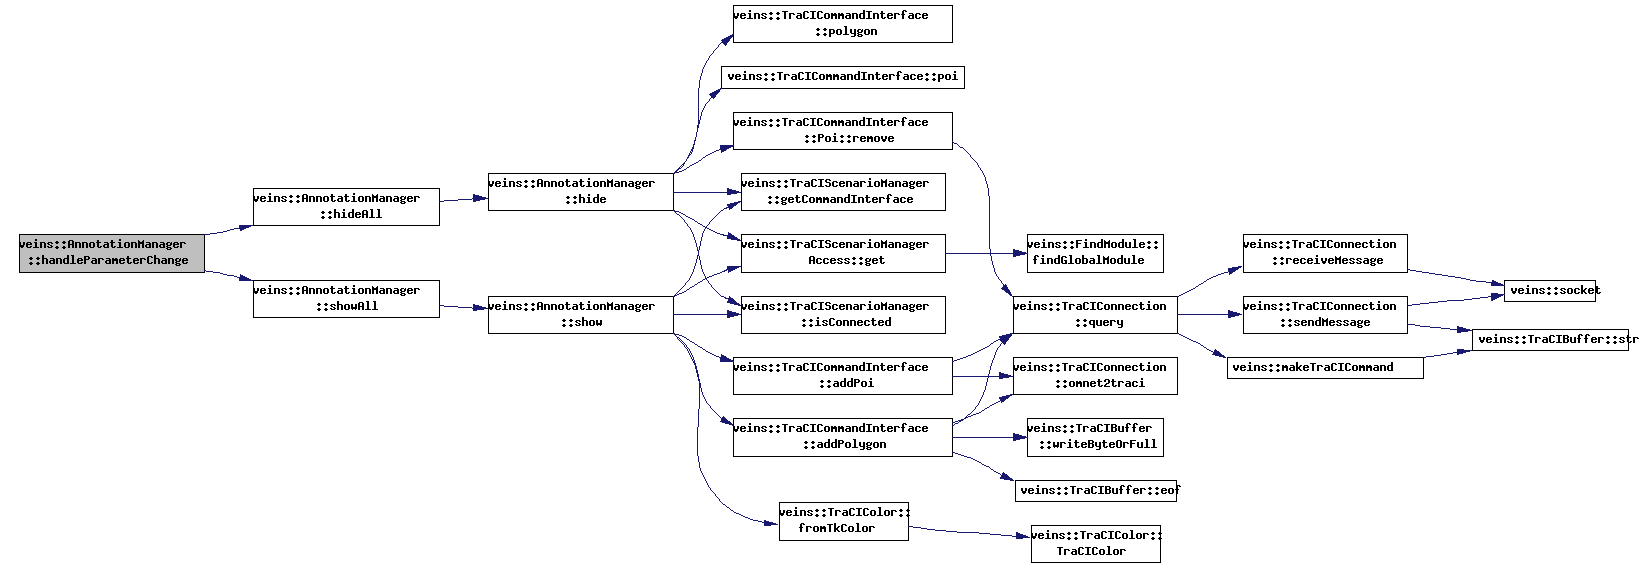 veins::TraCICommandInterface
::polygon
veins::TraCICommandInterface::poi
veins::TraCICommandInterface
::Poi::remove
veins::AnnotationManager
::hide
veins::TraCIScenarioManager
::getCommandInterface
veins::AnnotationManager
::hideAll
veins::AnnotationManager
::handleParameterChange
veins::TraCIScenarioManager
Access::get
veins::FindModule::
findGlobalModule
veins::TraCIConnection
::receiveMessage
veins::AnnotationManager
::showAll
veins::socket
veins::AnnotationManager
::show
veins::TraCIScenarioManager
::isConnected
veins::TraCIConnection
::query
veins::TraCIConnection
::sendMessage
veins::TraCIBuffer::str
veins::TraCICommandInterface
::addPoi
veins::TraCIConnection
::omnet2traci
veins::makeTraCICommand
veins::TraCICommandInterface
::addPolygon
veins::TraCIBuffer
::writeByteOrFull
veins::TraCIBuffer::eof
veins::TraCIColor::
fromTkColor
veins::TraCIColor::
TraCIColor